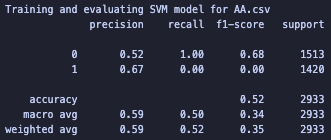 Training and evaluating SVM model for AA.csv
precision recall f1-score support
0 0.52 1.00 0.68 1513
1 0.67 0.00 0.00 1420
accuracy 0.52 2933
macro avg 0.59 0.50 0.34 2933
weighted avg 0.59 0.52 0.35 2933